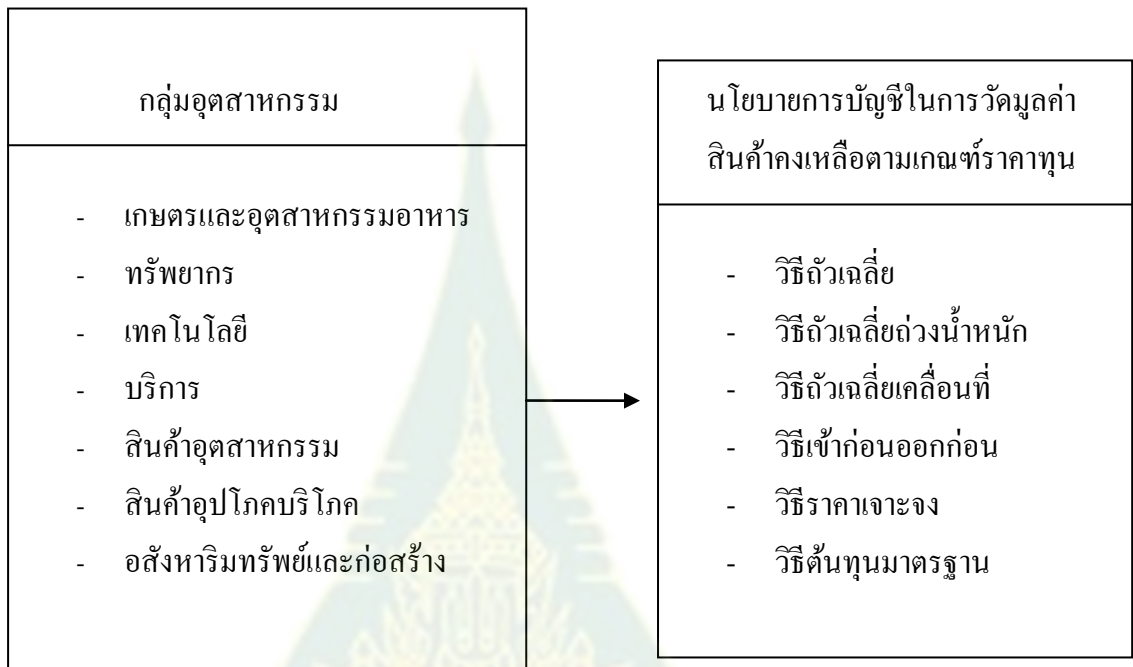 กลุ่มอุตสาหกรรม
- เกษตรและอุตสาหกรรมอาหาร
- ทรัพยากร
- เทคโนโลยี
- บริการ
- สินค้าอุตสาหกรรม
- สินค้าอุปโภคบริโภค
- อสังหาริมทรัพย์และก่อสร้าง
นโยบายการบัญชีในการวัดมูลค่า
สินค้าคงเหลือตามเกณฑ์ราคาทุน
- วิธีถัวเฉลี่ย
- วิธีถัวเฉลี่ยถ่วงน้ำหนัก
- วิธีถัวเฉลี่ยเคลื่อนที่
- วิธีเข้าก่อนออกก่อน
- วิธีราคาเจาะจง
- วิธีต้นทุนมาตรฐาน